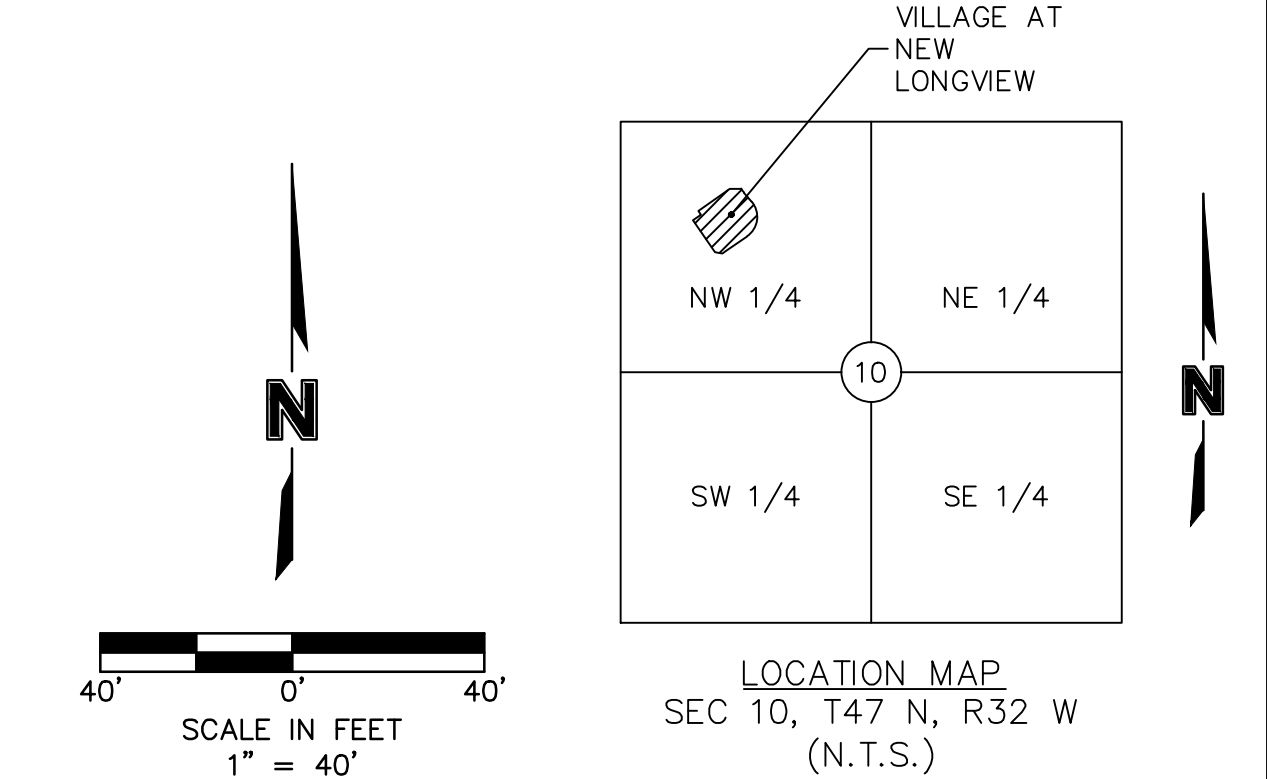 VILLAGE AT
NEW
LONGVIEW
NW 1/4
NE 1/4
10
N
N
SW 1/4
SE 1/4
40' 0' 40'
SCALE IN FEET
1" = 40'
LOCATION MAP
SEC 10, T47 N, R32 W
(N.T.S.)